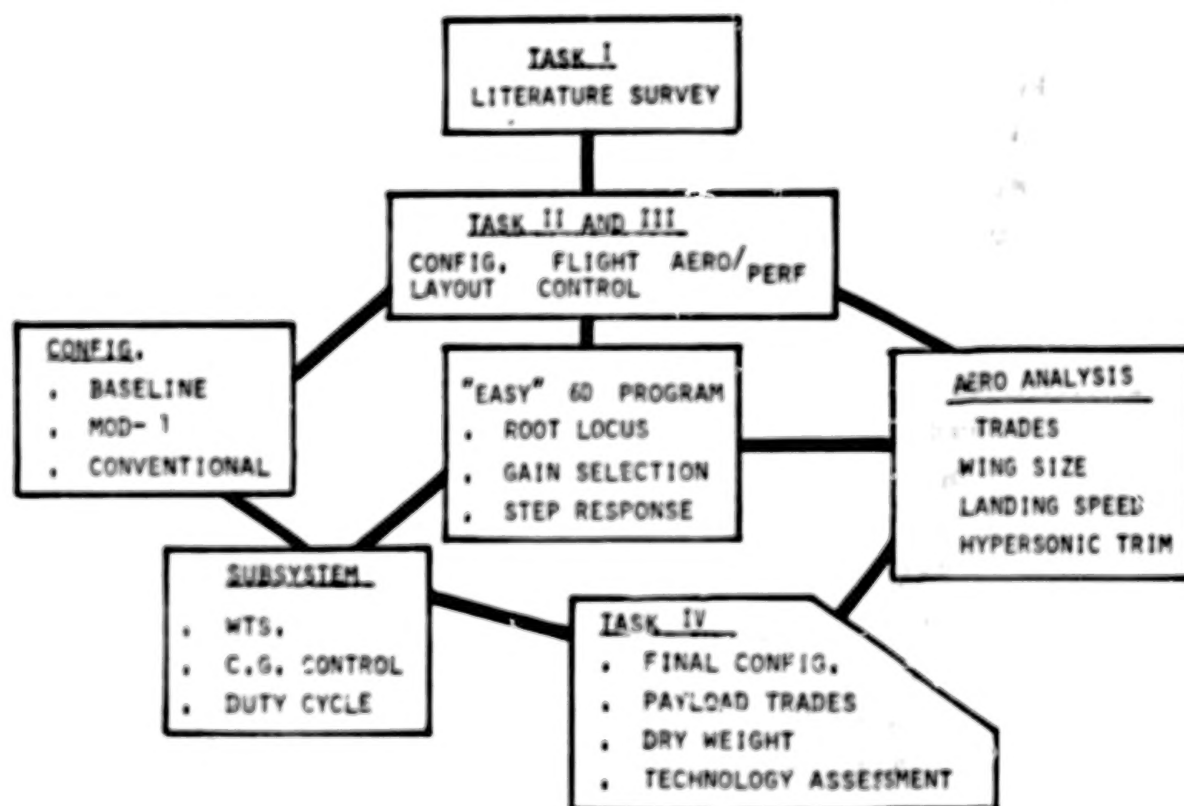 TASK I
LITERATURE SURVEY
TASK II AND III
CONFIG. FLIGHT AERO/PERF
LAYOUT CONTROL
CONFIG.
. BASELINE
. MOD-1
. CONVENTIONAL
"EASY" 6D PROGRAM
. ROOT LOCUS
. GAIN SELECTION
. STEP RESPONSE
AERO ANALYSIS
TRADES
WING SIZE
LANDING SPEED
HYPERSONIC TRIM
SUBSYSTEM
. WTS.
. C.G. CONTROL
. DUTY CYCLE
TASK IV
. FINAL CONFIG.
. PAYLOAD TRADES
. DRY WEIGHT
. TECHNOLOGY ASSESSMENT